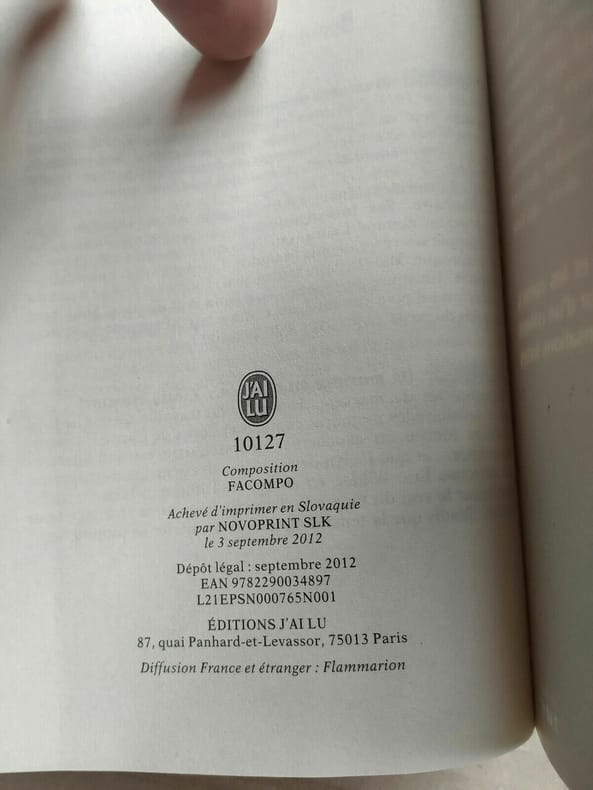 J'AI
LU
10127
Composition
FACOMPO
Achevé d'imprimer en Slovaquie
par NOVOPRINT SLK
le 3 septembre 2012
Dépôt légal : septembre 2012
EAN 9782290034897
L21EPSN000765N001
ÉDITIONS J'AI LU
87, quai Panhard-et-Levassor, 75013 Paris
Diffusion France et étranger : Flammarion